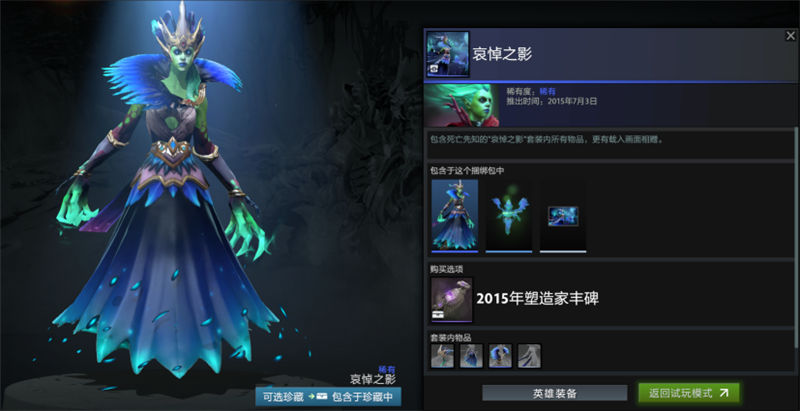 哀悼之影
稀有度：稀有
推出时间：2015年7月3日
包含死亡先知的“哀悼之影”套装内所有物品，更有载入画面相赠。
包含于这个捆绑包中
购买选项
2015年塑造家丰碑
套装内物品
稀有
哀悼之影
可选珍藏 包含于珍藏中
英雄装备
返回试玩模式